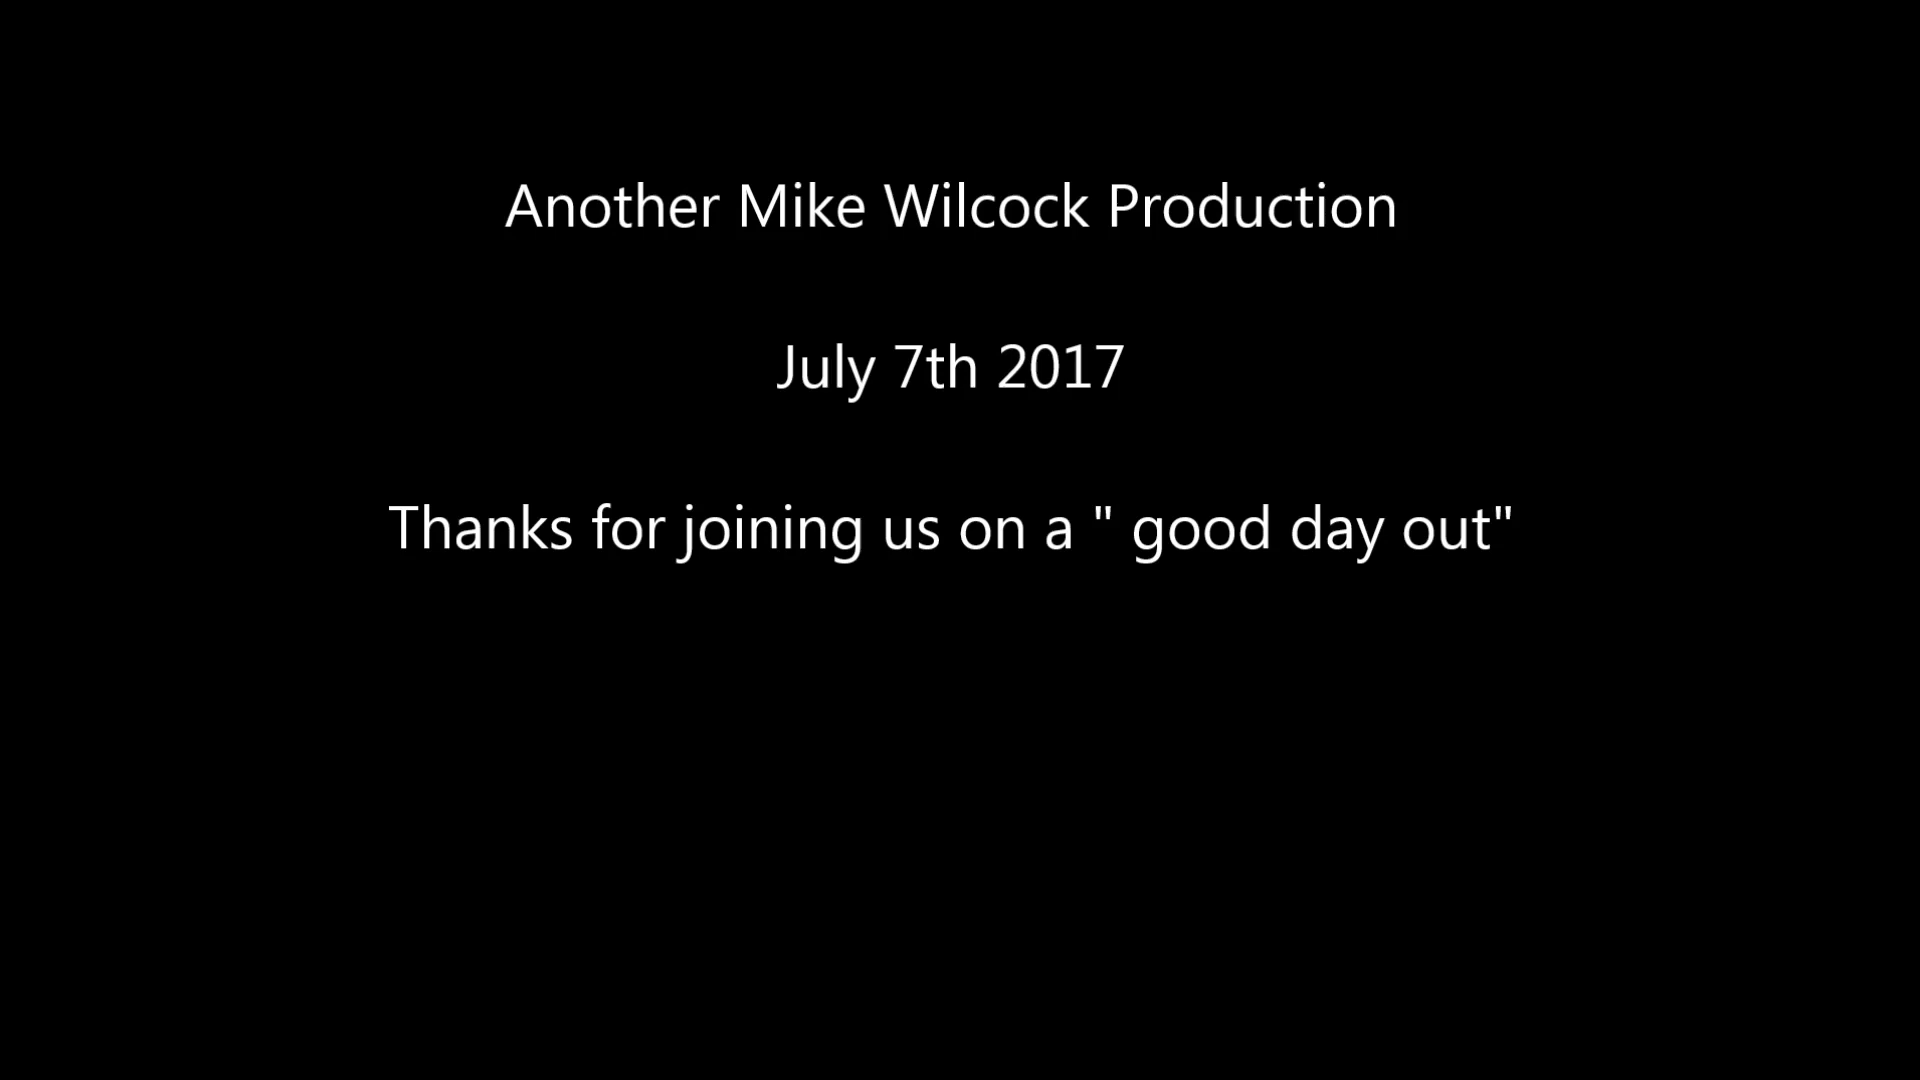 Another Mike Wilcock Production
July 7th 2017
Thanks for joining us on a " good day out"